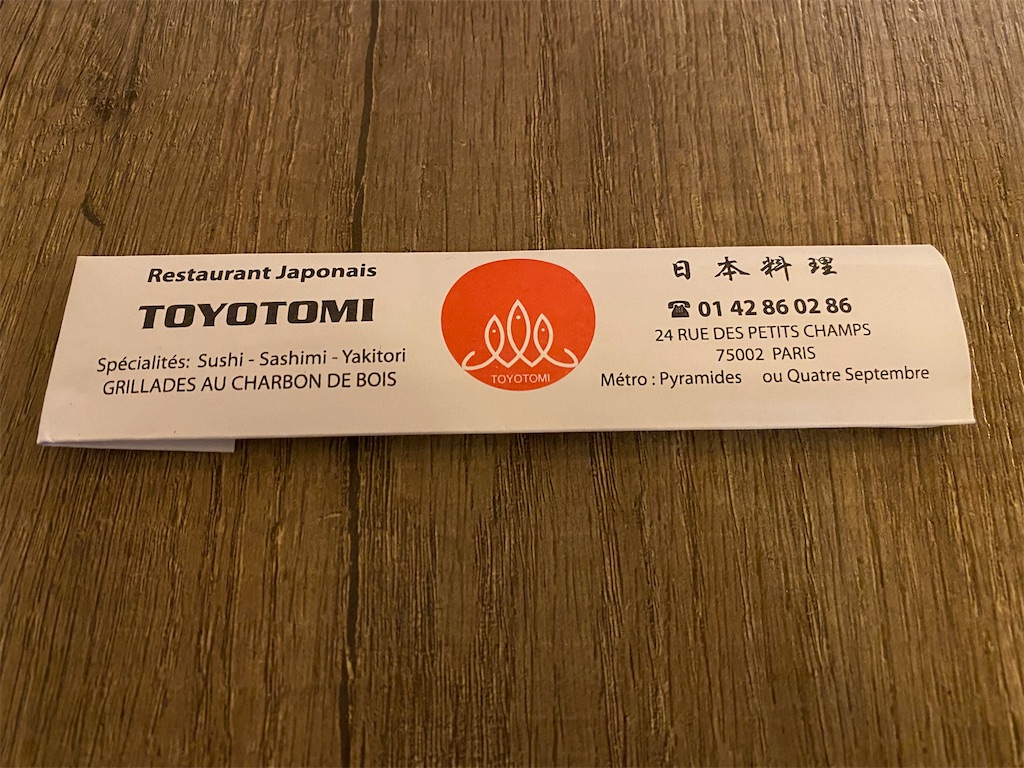 Restaurant Japonais
TOYOTOMI
Spécialités: Sushi - Sashimi - Yakitori
GRILLADES AU CHARBON DE BOIS
TOYOTOMI
日本料理
☎ 01 42 86 02 86
24 RUE DES PETITS CHAMPS
75002 PARIS
Métro : Pyramides ou Quatre Septembre